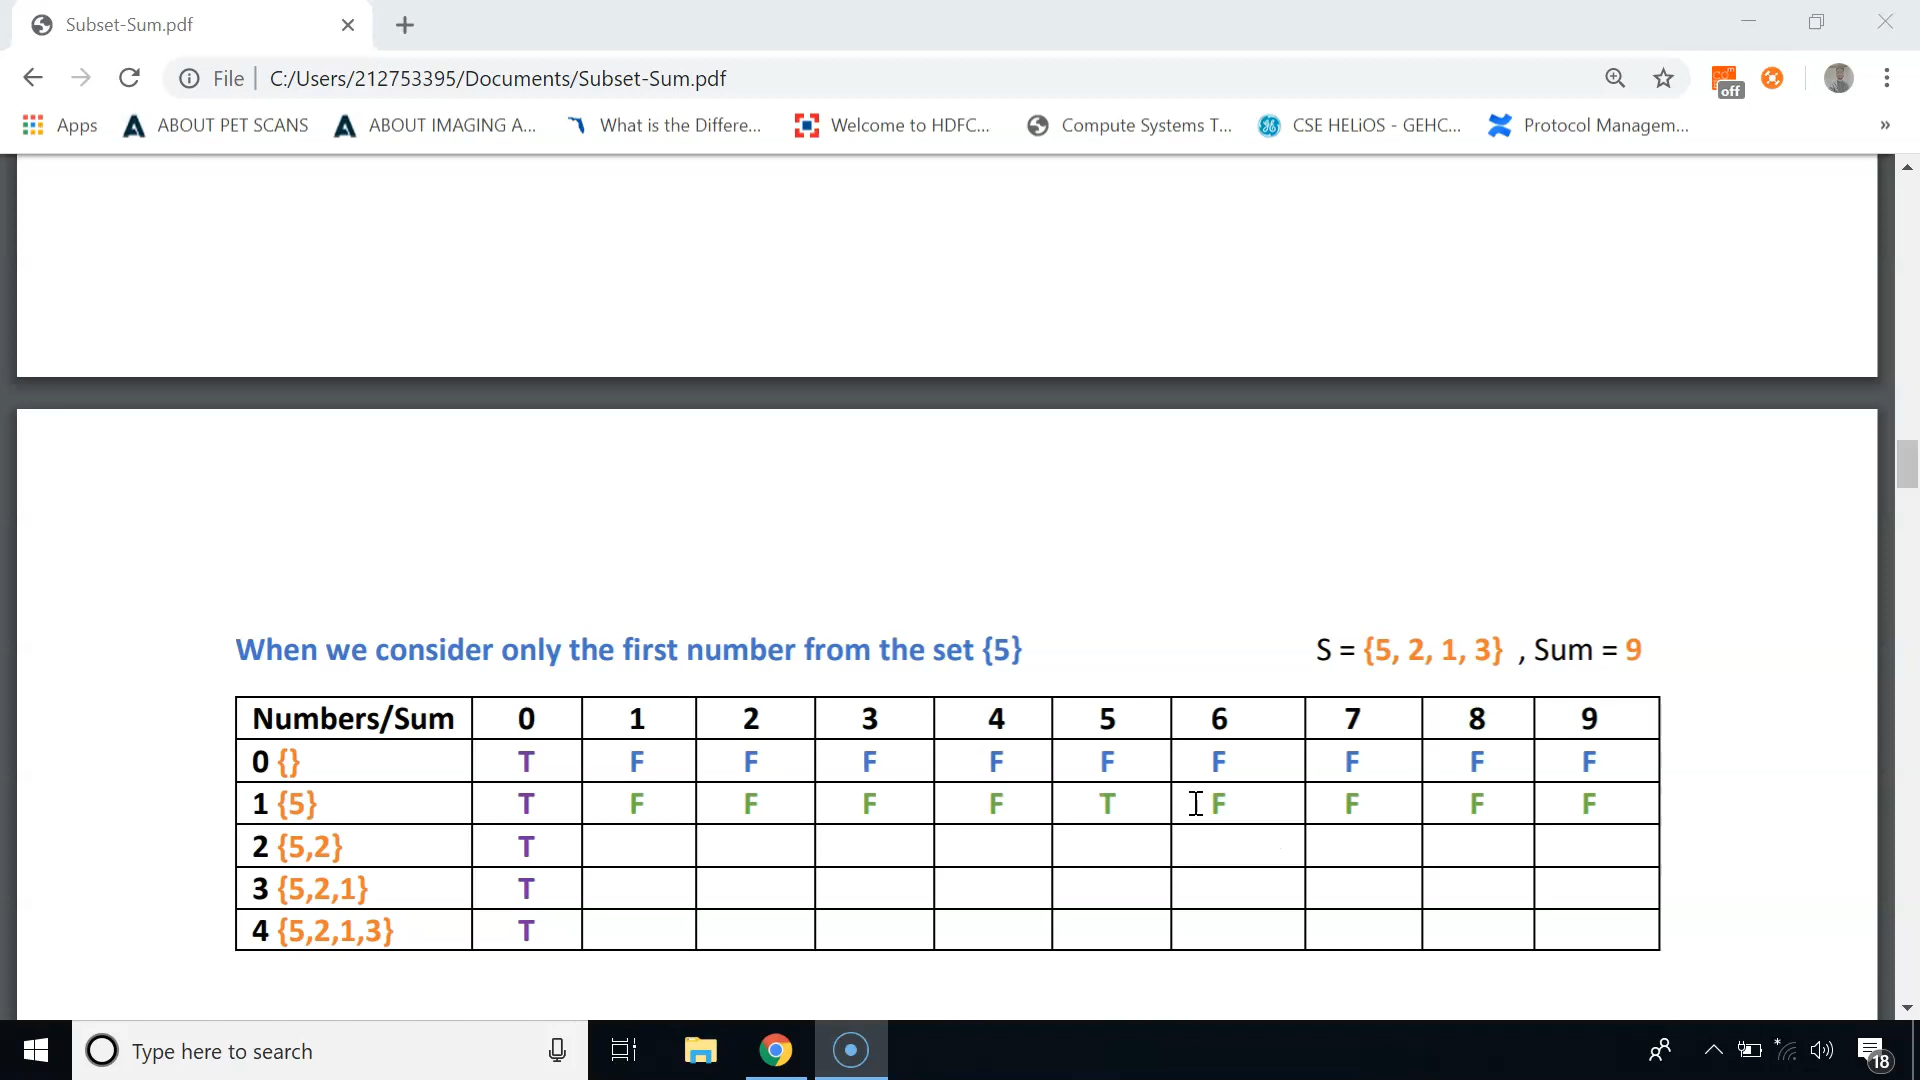 Subset-Sum.pdf
File C:/Users/212753395/Documents/Subset-Sum.pdf
off
Apps ABOUT PET SCANS ABOUT IMAGING A... What is the Differe... Welcome to HDFC... Compute Systems T... CSE HELiOS - GEHC... Protocol Managem... »
When we consider only the first number from the set {5} S = {5, 2, 1, 3} , Sum = 9
Numbers/Sum 0 1 2 3 4 5 6 7 8 9
0 {} T F F F F F F F F F
1 {5} T F F F F T F F F F
2 {5,2} T
3 {5,2,1} T
4 {5,2,1,3} T
Type here to search
18